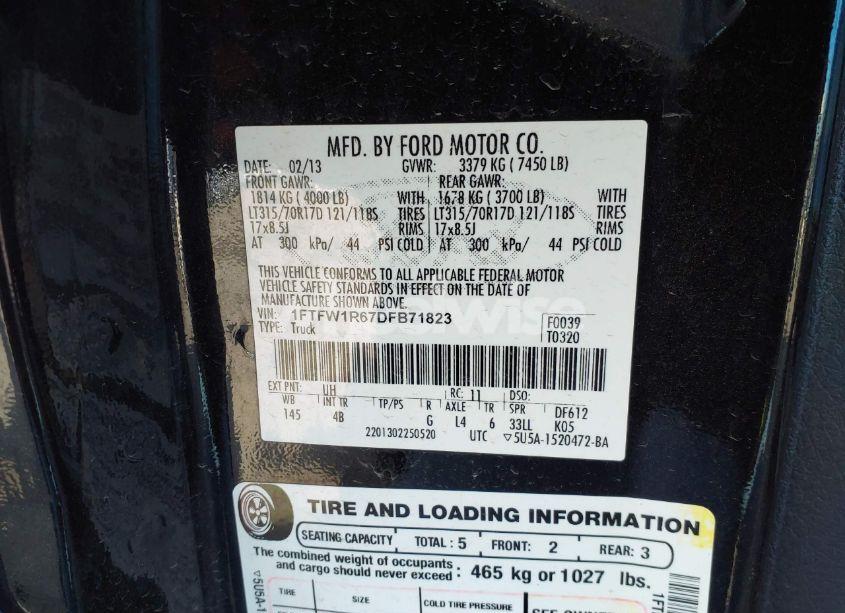 MFD. BY FORD MOTOR CO.
DATE: 02/13 GVWR: 3379 KG ( 7450 LB)
FRONT GAWR: REAR GAWR:
1814 KG ( 4000 LB) WITH 1678 KG ( 3700 LB) WITH
LT315/70R17D 121/118S TIRES LT315/70R17D 121/118S TIRES
17x8.5J RIMS 17x8.5J RIMS
AT 300 kPa/ 44 PSI COLD AT 300 kPa/ 44 PSI COLD
THIS VEHICLE CONFORMS TO ALL APPLICABLE FEDERAL MOTOR
VEHICLE SAFETY STANDARDS IN EFFECT ON THE DATE OF
MANUFACTURE SHOWN ABOVE.
VIN: 1FTFW1R67DFB71823 F0039
TYPE: Truck T0320
EXT PNT: UH RC: 11 DSO:
WB INT TR TP/PS R AXLE TR SPR DF612
145 4B G L4 6 33LL K05
2201302250520 UTC ▽5U5A-1520472-BA
TIRE AND LOADING INFORMATION
SEATING CAPACITY TOTAL : 5 FRONT: 2 REAR: 3
The combined weight of occupants
and cargo should never exceed : 465 kg or 1027 lbs.
TIRE SIZE COLD TIRE PRESSURE